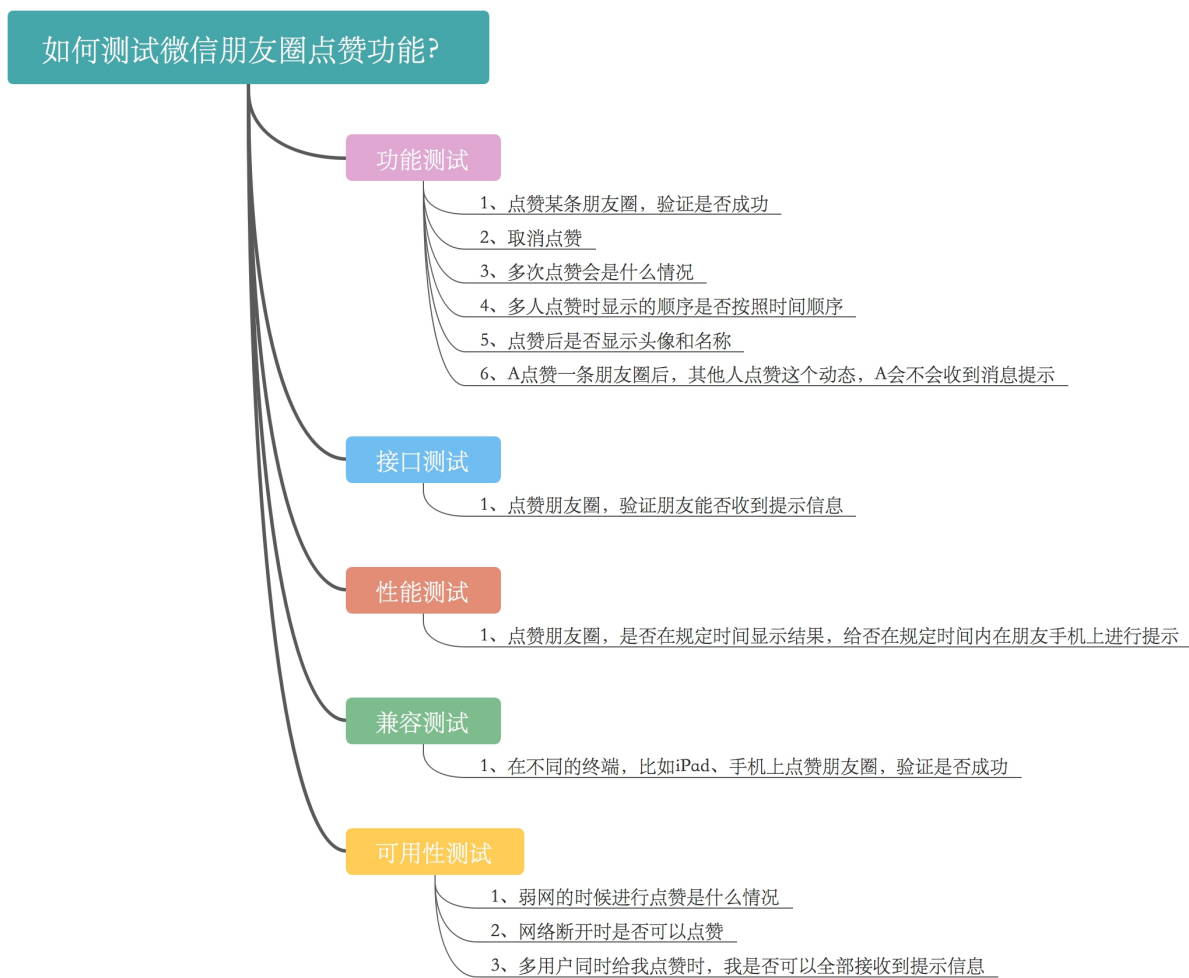 如何测试微信朋友圈点赞功能?
功能测试
1、点赞某条朋友圈，验证是否成功
2、取消点赞
3、多次点赞会是什么情况
4、多人点赞时显示的顺序是否按照时间顺序
5、点赞后是否显示头像和名称
6、A点赞一条朋友圈后，其他人点赞这个动态，A会不会收到消息提示
接口测试
1、点赞朋友圈，验证朋友能否收到提示信息
性能测试
1、点赞朋友圈，是否在规定时间显示结果，给否在规定时间内在朋友手机上进行提示
兼容测试
1、在不同的终端，比如iPad、手机上点赞朋友圈，验证是否成功
可用性测试
1、弱网的时候进行点赞是什么情况
2、网络断开时是否可以点赞
3、多用户同时给我点赞时，我是否可以全部接收到提示信息